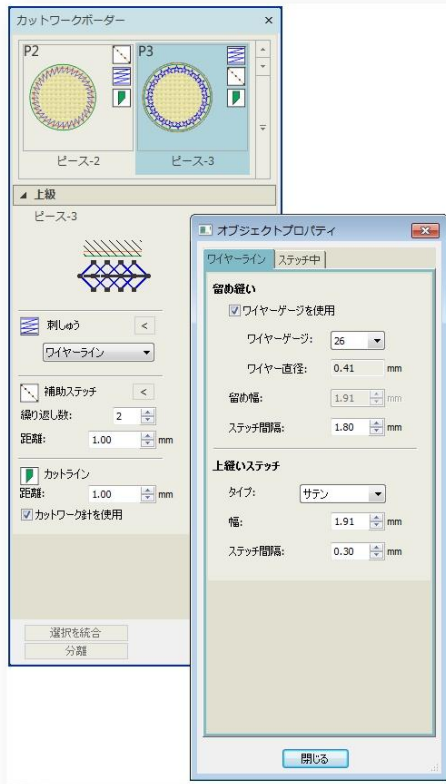 カットワークボーダー
P2
P3
ピース-2
ピース-3
上級
ピース-3
刺しゅう
<
ワイヤーライン
補助ステッチ
<
繰り返し数: 2
距離: 1.00 mm
カットライン
距離: 1.00 mm
カットワーク針を使用
選択を統合
分離
オブジェクトプロパティ
ワイヤーライン ステッチ中
留め縫い
ワイヤーゲージを使用
ワイヤーゲージ: 26
ワイヤー直径: 0.41 mm
留め幅: 1.91 mm
ステッチ間隔: 1.80 mm
上縫いステッチ
タイプ: サテン
幅: 1.91 mm
ステッチ間隔: 0.30 mm
閉じる